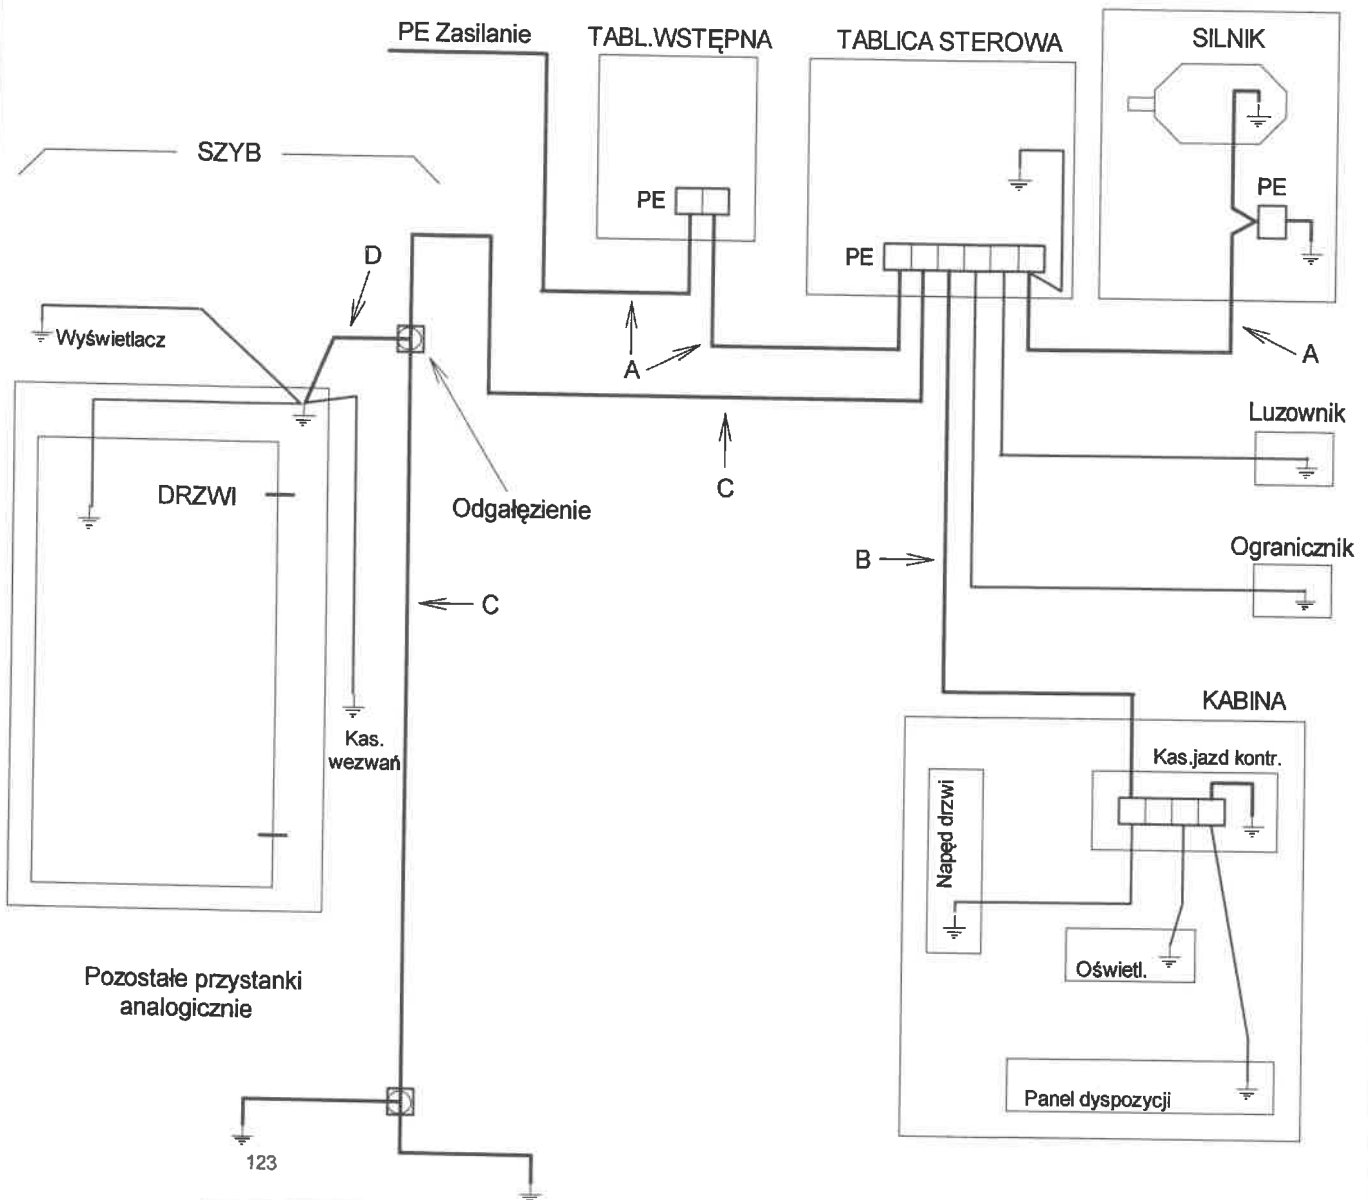 PE Zasilanie
TABL.WSTĘPNA
TABLICA STEROWA
SILNIK
SZYB
PE
PE
PE
D
Wyświetlacz
A
A
Luzownik
C
DRZWI
Odgałęzienie
Ogranicznik
B
C
KABINA
Kas.
wezwań
Kas.jazd kontr.
Napęd drzwi
Oświetl.
Pozostałe przystanki
analogicznie
Panel dyspozycji
123